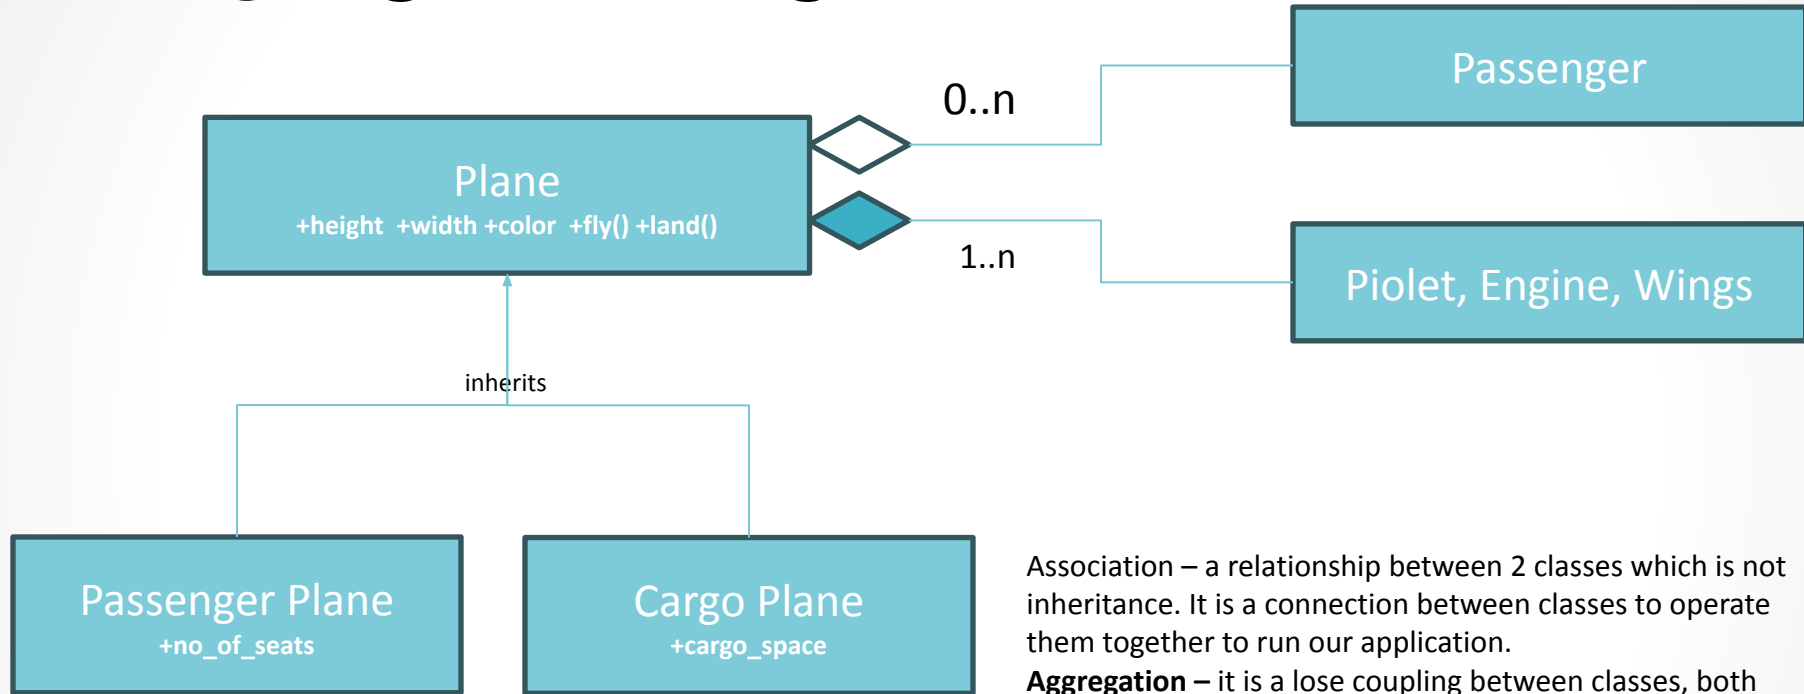 0..n
Passenger
Plane
+height +width +color +fly() +land()
1..n
Piolet, Engine, Wings
inherits
Passenger Plane
+no_of_seats
Cargo Plane
+cargo_space
Association – a relationship between 2 classes which is not
inheritance. It is a connection between classes to operate
them together to run our application.
Aggregation – it is a lose coupling between classes, both